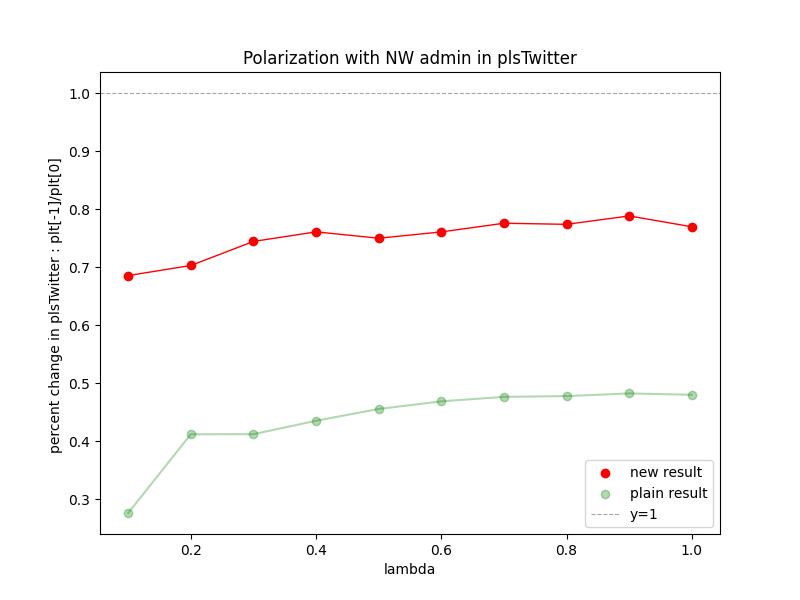 Polarization with NW admin in plsTwitter
percent change in plsTwitter : plt[-1]/plt[0]
1.0
0.9
0.8
0.7
0.6
0.5
0.4
0.3
new result
plain result
y=1
0.2
0.4
0.6
0.8
1.0
lambda